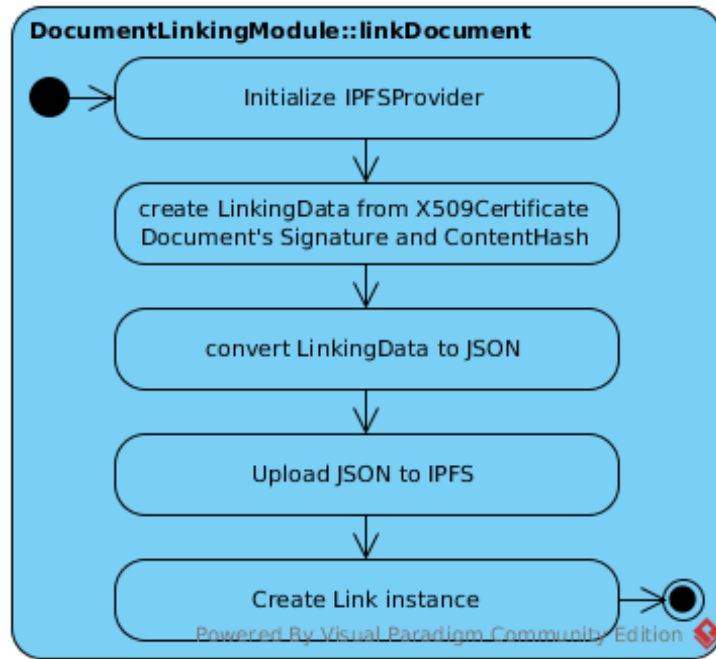 DocumentLinkingModule::linkDocument
Initialize IPFSProvider
create LinkingData from X509Certificate
Document's Signature and ContentHash
convert LinkingData to JSON
Upload JSON to IPFS
Create Link instance
Powered By Visual Paradigm Community Edition